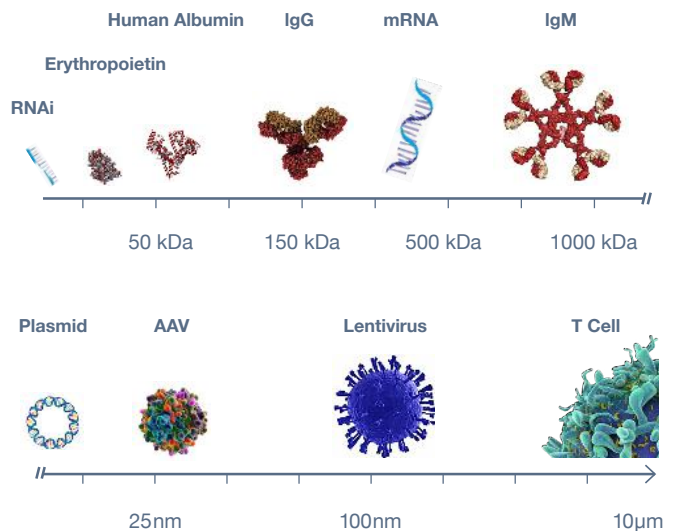 Human Albumin IgG mRNA IgM
Erythropoietin
RNAi
50 kDa 150 kDa 500 kDa 1000 kDa
Plasmid AAV Lentivirus T Cell
25nm 100nm 10µm